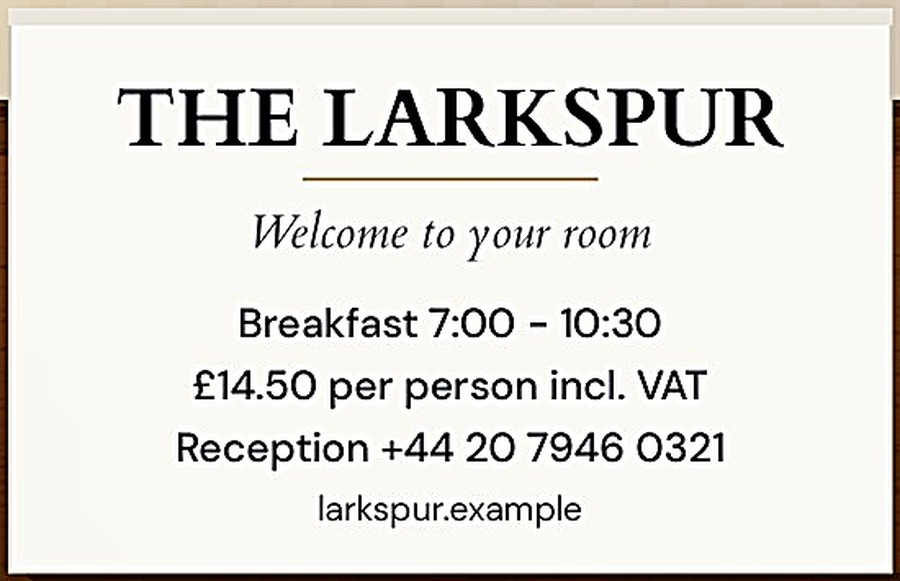 THE LARKSPUR
Welcome to your room
Breakfast 7:00 - 10:30
£14.50 per person incl. VAT
Reception +44 20 7946 0321
larkspur.example